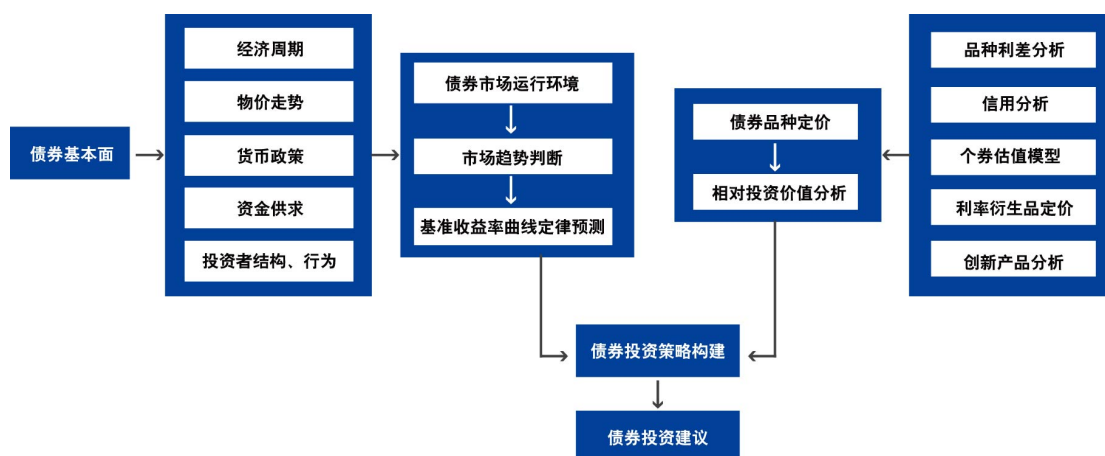 债券基本面
经济周期
物价走势
货币政策
资金供求
投资者结构、行为
债券市场运行环境
市场趋势判断
基准收益率曲线定律预测
债券品种定价
相对投资价值分析
品种利差分析
信用分析
个券估值模型
利率衍生品定价
创新产品分析
债券投资策略构建
债券投资建议